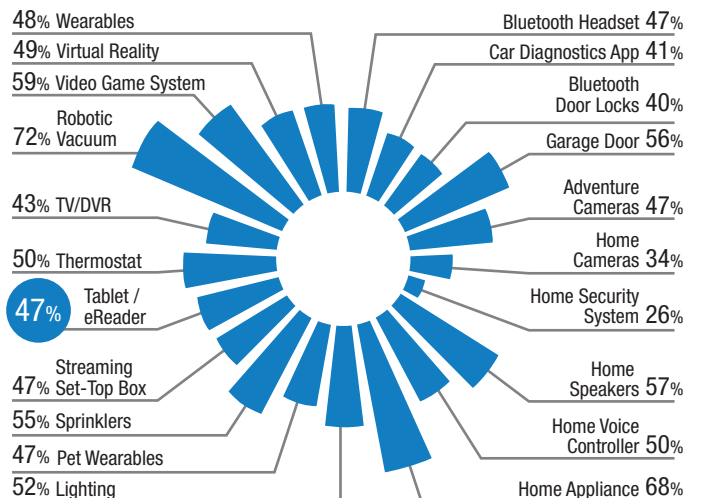 48% Wearables
49% Virtual Reality
59% Video Game System
Robotic
72% Vacuum
43% TV/DVR
50% Thermostat
47% Tablet /
eReader
Streaming
47% Set-Top Box
55% Sprinklers
47% Pet Wearables
52% Lighting
Bluetooth Headset 47%
Car Diagnostics App 41%
Bluetooth
Door Locks 40%
Garage Door 56%
Adventure
Cameras 47%
Home
Cameras 34%
Home Security
System 26%
Home
Speakers 57%
Home Voice
Controller 50%
Home Appliance 68%